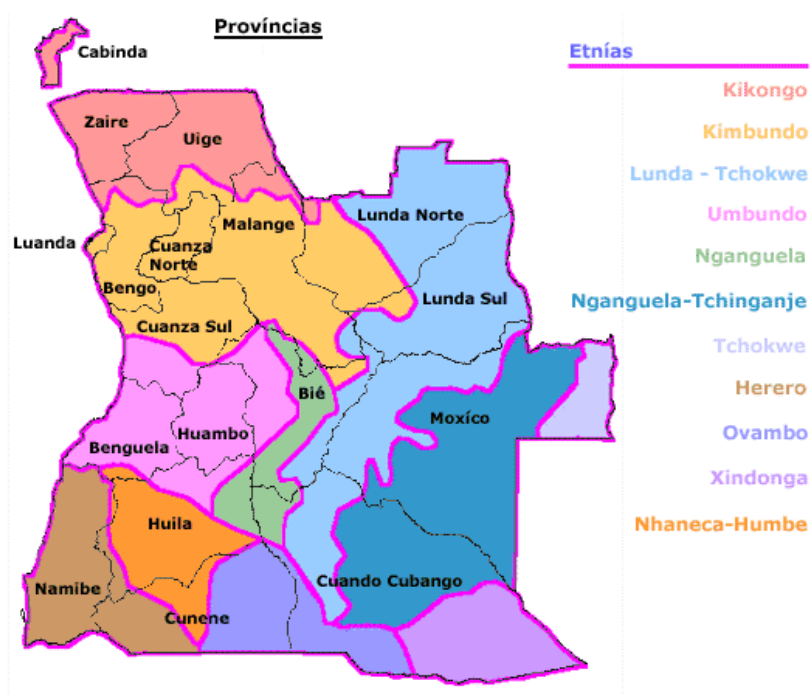 Províncias
Etnías
Cabinda
Kikongo
Zaire
Uige
Kimbundo
Lunda - Tchokwe
Umbundo
Luanda
Malange
Lunda Norte
Cuanza
Norte
Nganguela
Bengo
Lunda Sul
Nganguela-Tchinganje
Cuanza Sul
Tchokwe
Bié
Herero
Moxíco
Huambo
Benguela
Ovambo
Xindonga
Huila
Nhaneca-Humbe
Namibe
Cuando Cubango
Cunene